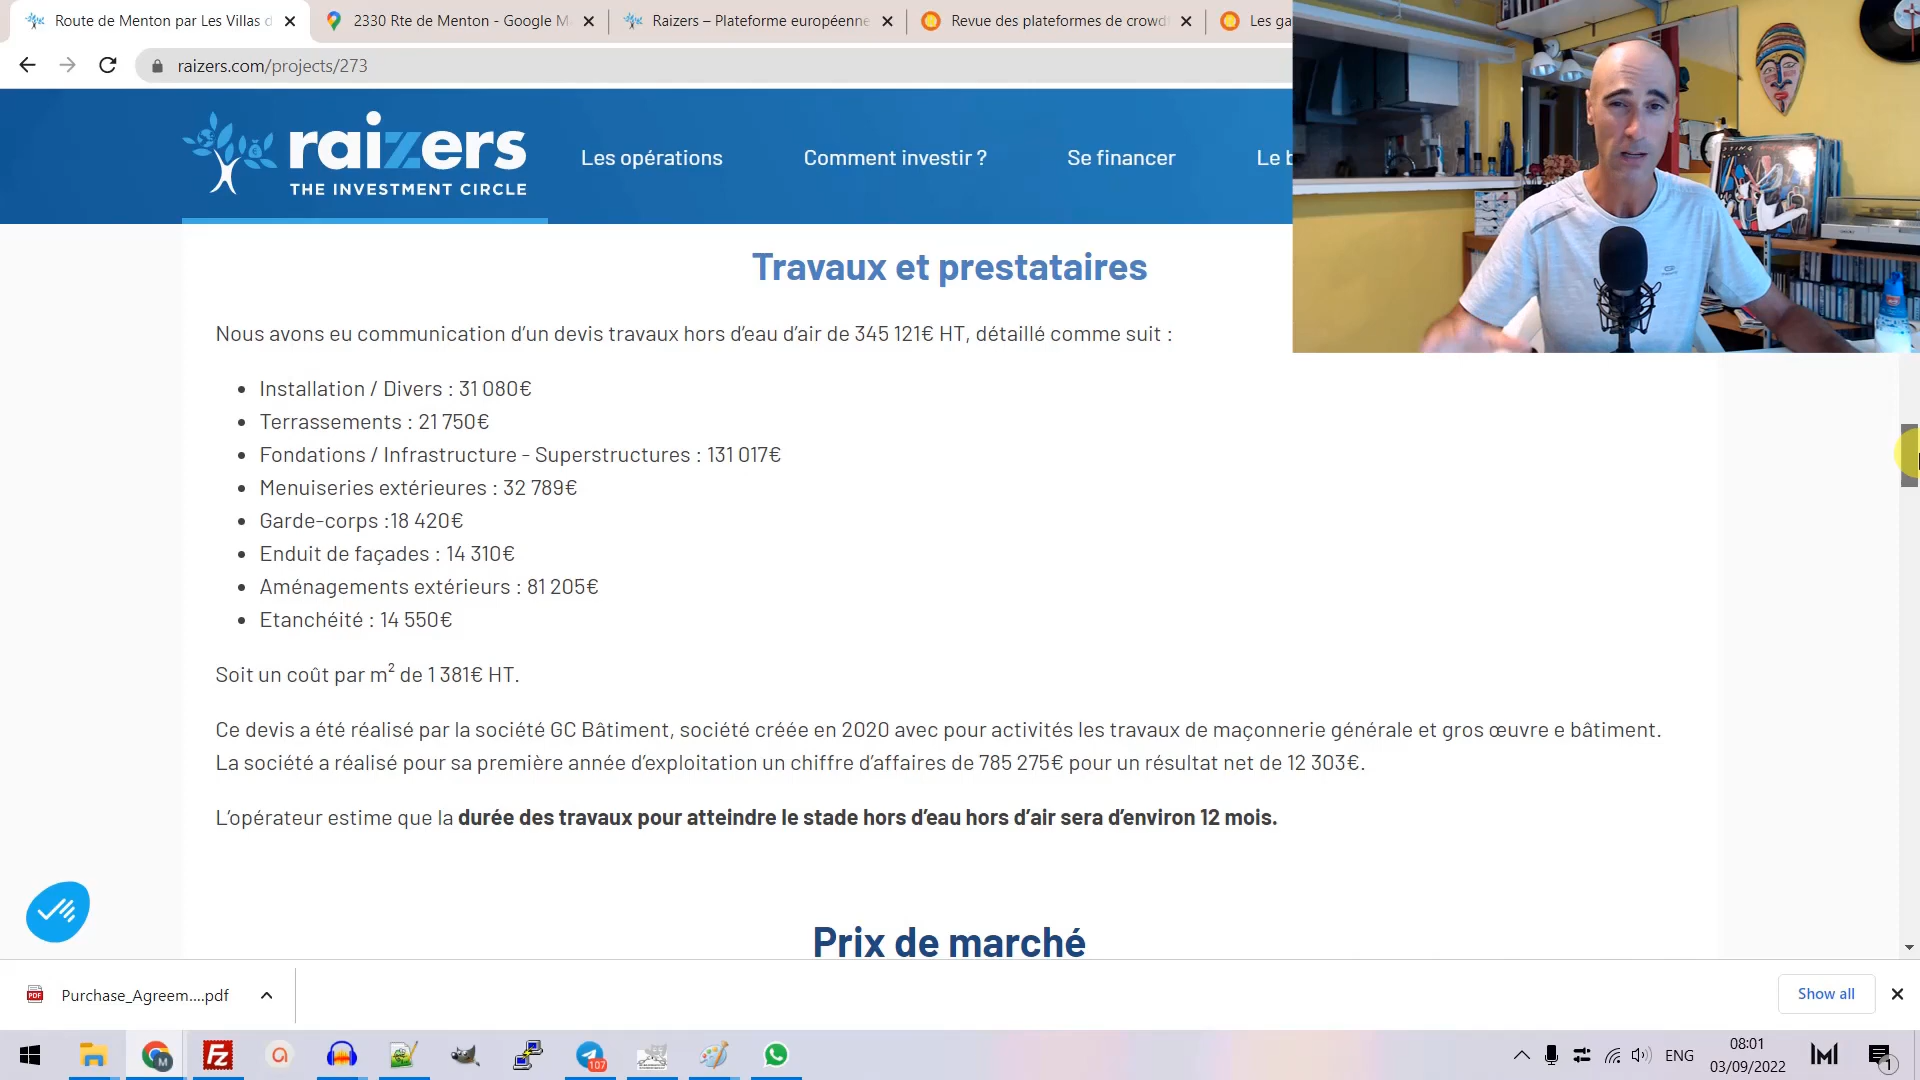 Route de Menton par Les Villas d
2330 Rte de Menton - Google M
Raizers – Plateforme européenne
Revue des plateformes de crowd
Les ga
raizers.com/projects/273
raizers
THE INVESTMENT CIRCLE
Les opérations
Comment investir ?
Se financer
Le b
Travaux et prestataires
Nous avons eu communication d'un devis travaux hors d'eau d'air de 345 121€ HT, détaillé comme suit :
• Installation / Divers : 31 080€
• Terrassements : 21 750€
• Fondations / Infrastructure - Superstructures : 131 017€
• Menuiseries extérieures : 32 789€
• Garde-corps :18 420€
• Enduit de façades : 14 310€
• Aménagements extérieurs : 81 205€
• Etanchéité : 14 550€
Soit un coût par m² de 1 381€ HT.
Ce devis a été réalisé par la société GC Bâtiment, société créée en 2020 avec pour activités les travaux de maçonnerie générale et gros œuvre e bâtiment.
La société a réalisé pour sa première année d'exploitation un chiffre d'affaires de 785 275€ pour un résultat net de 12 303€.
L'opérateur estime que la durée des travaux pour atteindre le stade hors d'eau hors d'air sera d'environ 12 mois.
Prix de marché
PDF
Purchase_Agreem....pdf
Show all
M
FZ
107
ENG
08:01
03/09/2022
1
STING